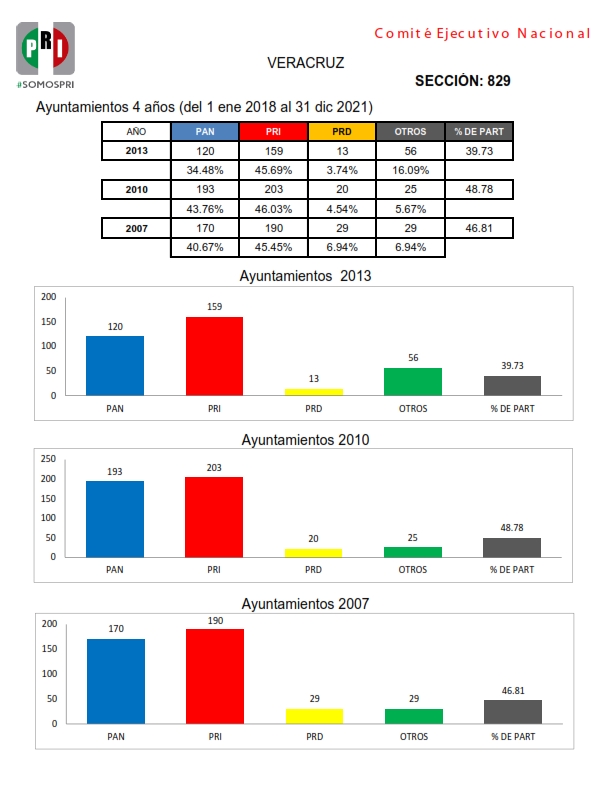 Comité Ejecutivo Nacional
PRI
#SOMOSPRI
VERACRUZ
SECCIÓN: 829
Ayuntamientos 4 años (del 1 ene 2018 al 31 dic 2021)
AÑO PAN PRI PRD OTROS % DE PART
2013 120 159 13 56 39.73
34.48% 45.69% 3.74% 16.09%
2010 193 203 20 25 48.78
43.76% 46.03% 4.54% 5.67%
2007 170 190 29 29 46.81
40.67% 45.45% 6.94% 6.94%
Ayuntamientos 2013
200
150
100
50
0
120 159 13 56 39.73
PAN PRI PRD OTROS % DE PART
Ayuntamientos 2010
250
200
150
100
50
0
193 203 20 25 48.78
PAN PRI PRD OTROS % DE PART
Ayuntamientos 2007
200
150
100
50
0
170 190 29 29 46.81
PAN PRI PRD OTROS % DE PART